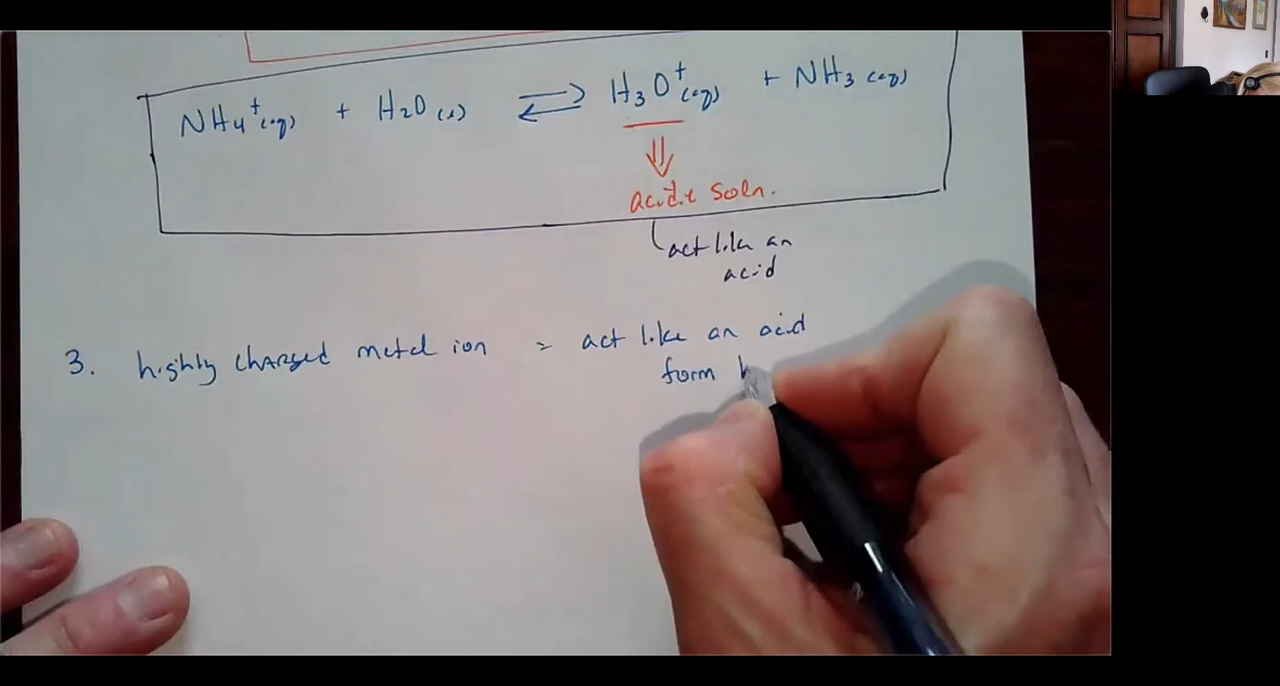 NH4+ (aq) + H2O (l) ⇌ H3O+ (aq) + NH3 (aq)
⇓
acidic soln.
act like an
acid
3. highly charged metal ion = act like an acid
form